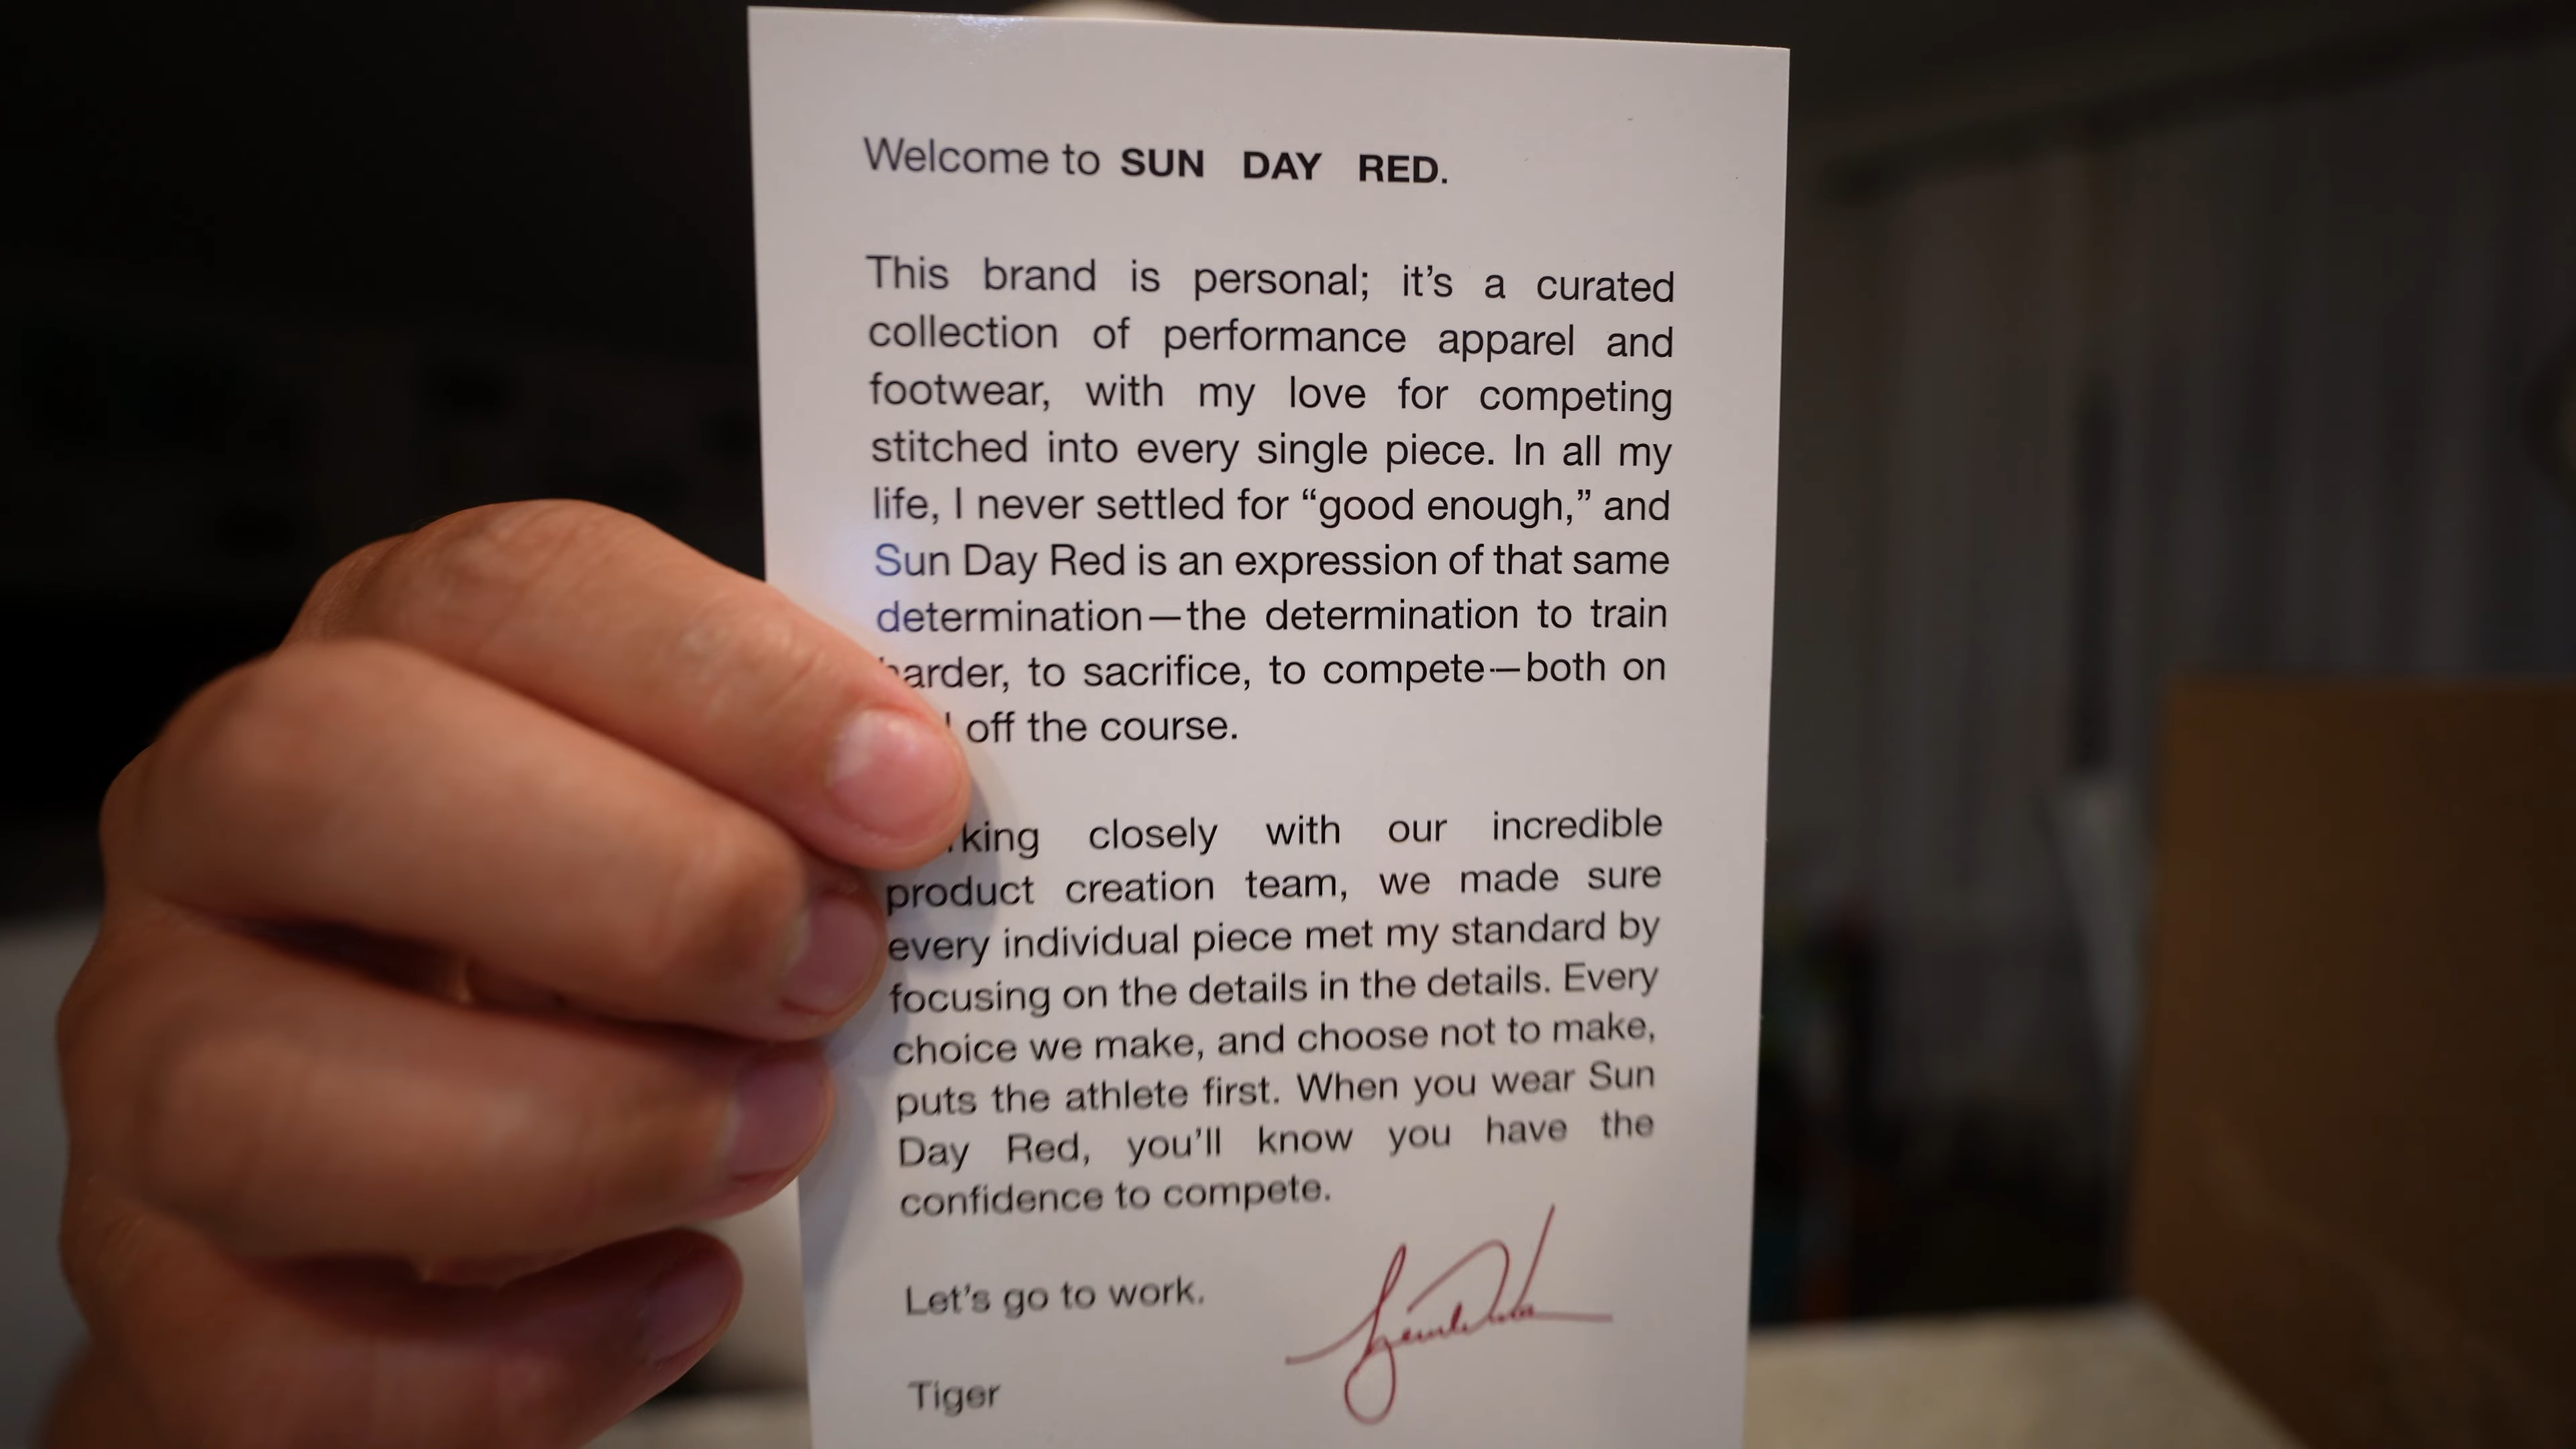 Welcome to SUN DAY RED.
This brand is personal; it's a curated
collection of performance apparel and
footwear, with my love for competing
stitched into every single piece. In all my
life, I never settled for “good enough,” and
Sun Day Red is an expression of that same
determination—the determination to train
harder, to sacrifice, to compete—both on
off the course.
closely with our incredible
product creation team, we made sure
every individual piece met my standard by
focusing on the details in the details. Every
choice we make, and choose not to make,
puts the athlete first. When you wear Sun
Day Red, you'll know you have the
confidence to compete.
Let's go to work.
Tiger